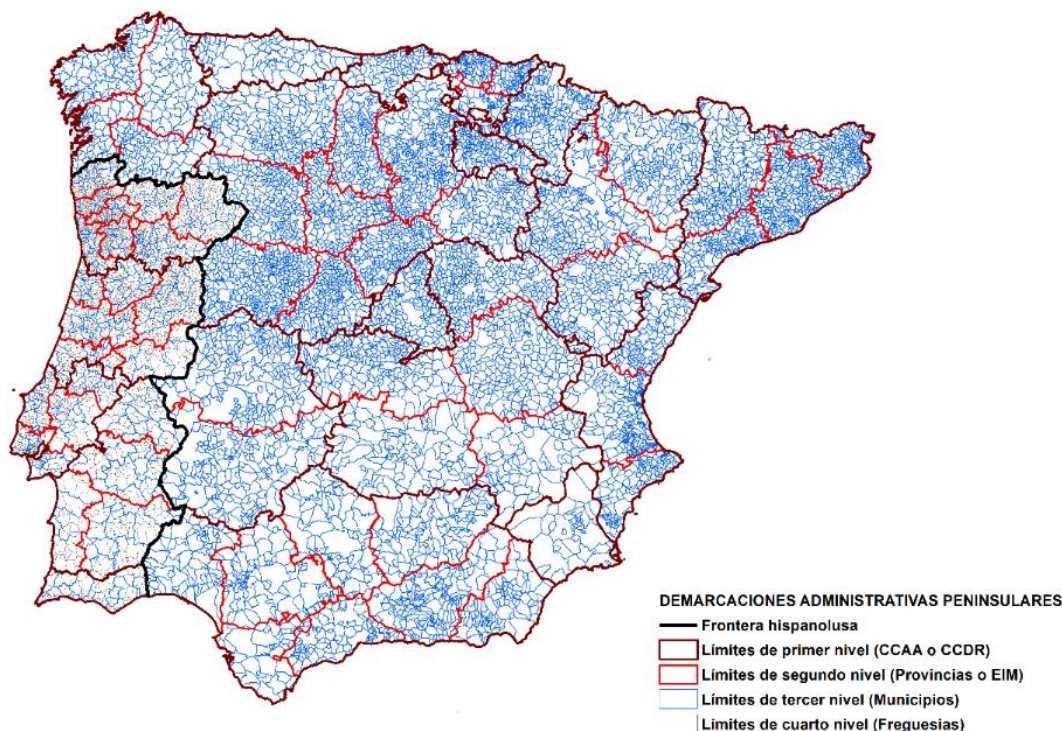 DEMARCACIONES ADMINISTRATIVAS PENINSULARES
Frontera hispanolusa
Límites de primer nivel (CCAA o CCDR)
Límites de segundo nivel (Provincias o EIM)
Límites de tercer nivel (Municipios)
Límites de cuarto nivel (Freguesias)